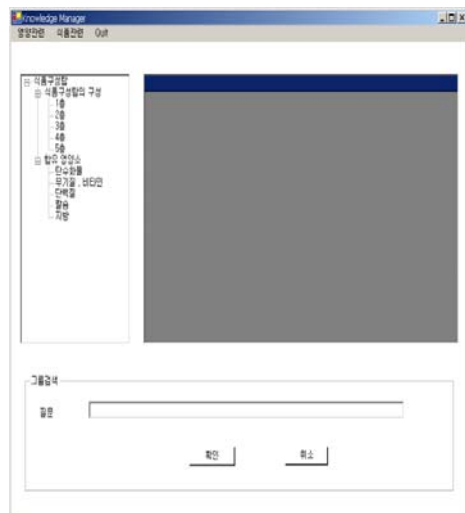 Knowledge Manager
영양관련 식품관련 Quit
식품구성탑
식품구성탑의 구성
1층
2층
3층
4층
5층
함유 영양소
탄수화물
무기질, 비타민
단백질
칼슘
지방
그룹검색
질문
확인 취소